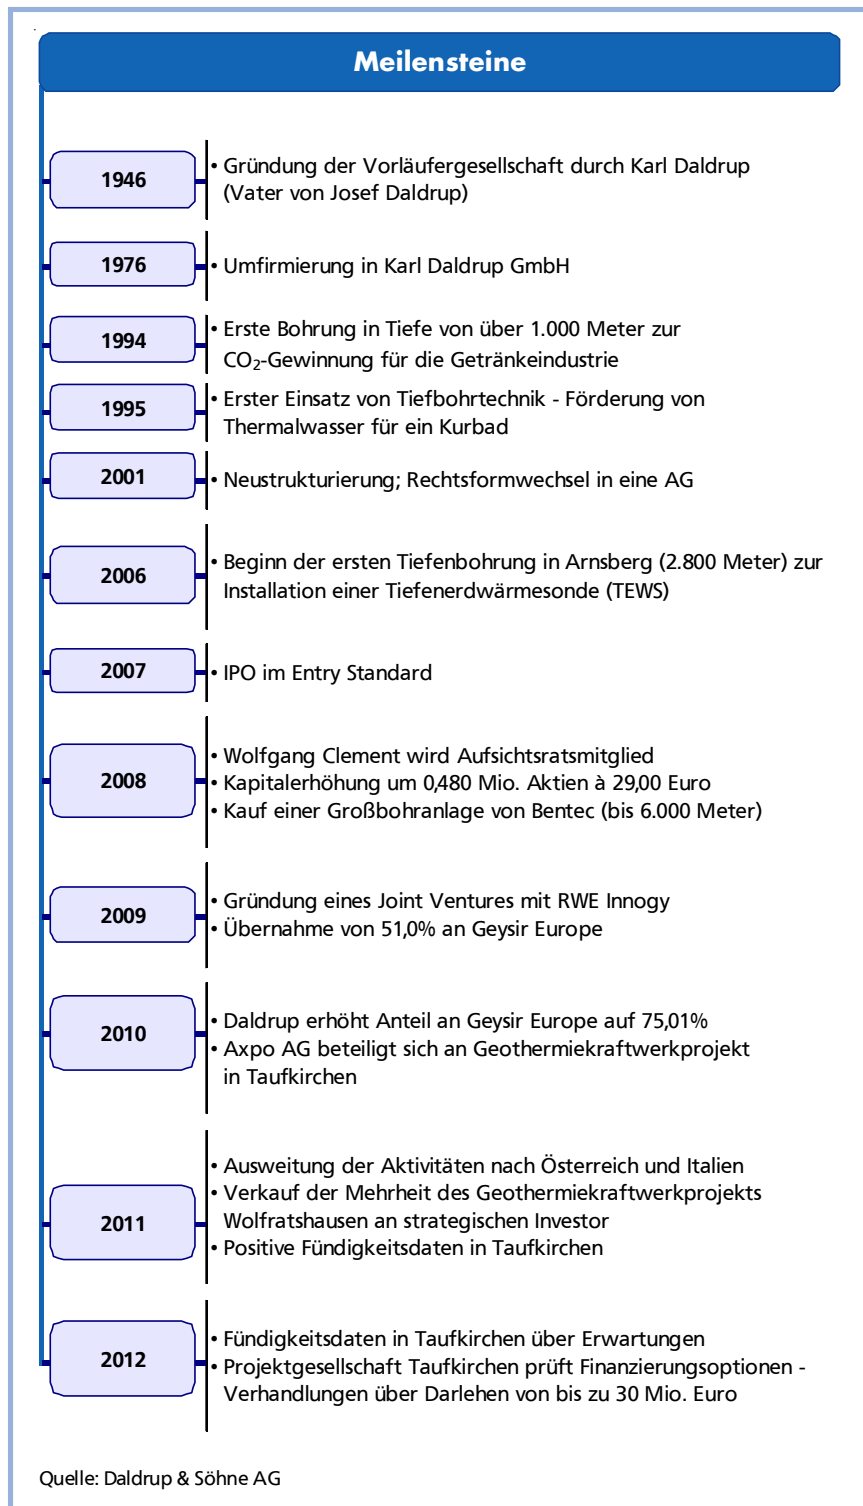 Meilensteine
1946
• Gründung der Vorläufergesellschaft durch Karl Daldrup
(Vater von Josef Daldrup)
1976
• Umfirmierung in Karl Daldrup GmbH
1994
• Erste Bohrung in Tiefe von über 1.000 Meter zur
CO₂-Gewinnung für die Getränkeindustrie
1995
• Erster Einsatz von Tiefbohrtechnik - Förderung von
Thermalwasser für ein Kurbad
2001
• Neustrukturierung; Rechtsformwechsel in eine AG
2006
• Beginn der ersten Tiefenbohrung in Arnsberg (2.800 Meter) zur
Installation einer Tiefenerdwärmesonde (TEWS)
2007
• IPO im Entry Standard
2008
• Wolfgang Clement wird Aufsichtsratsmitglied
• Kapitalerhöhung um 0,480 Mio. Aktien à 29,00 Euro
• Kauf einer Großbohranlage von Bentec (bis 6.000 Meter)
2009
• Gründung eines Joint Ventures mit RWE Innogy
• Übernahme von 51,0% an Geysir Europe
2010
• Daldrup erhöht Anteil an Geysir Europe auf 75,01%
• Axpo AG beteiligt sich an Geothermiekraftwerkprojekt
in Taufkirchen
2011
• Ausweitung der Aktivitäten nach Österreich und Italien
• Verkauf der Mehrheit des Geothermiekraftwerkprojekts
Wolfratshausen an strategischen Investor
• Positive Fündigkeitsdaten in Taufkirchen
2012
• Fündigkeitsdaten in Taufkirchen über Erwartungen
• Projektgesellschaft Taufkirchen prüft Finanzierungsoptionen -
Verhandlungen über Darlehen von bis zu 30 Mio. Euro
Quelle: Daldrup & Söhne AG